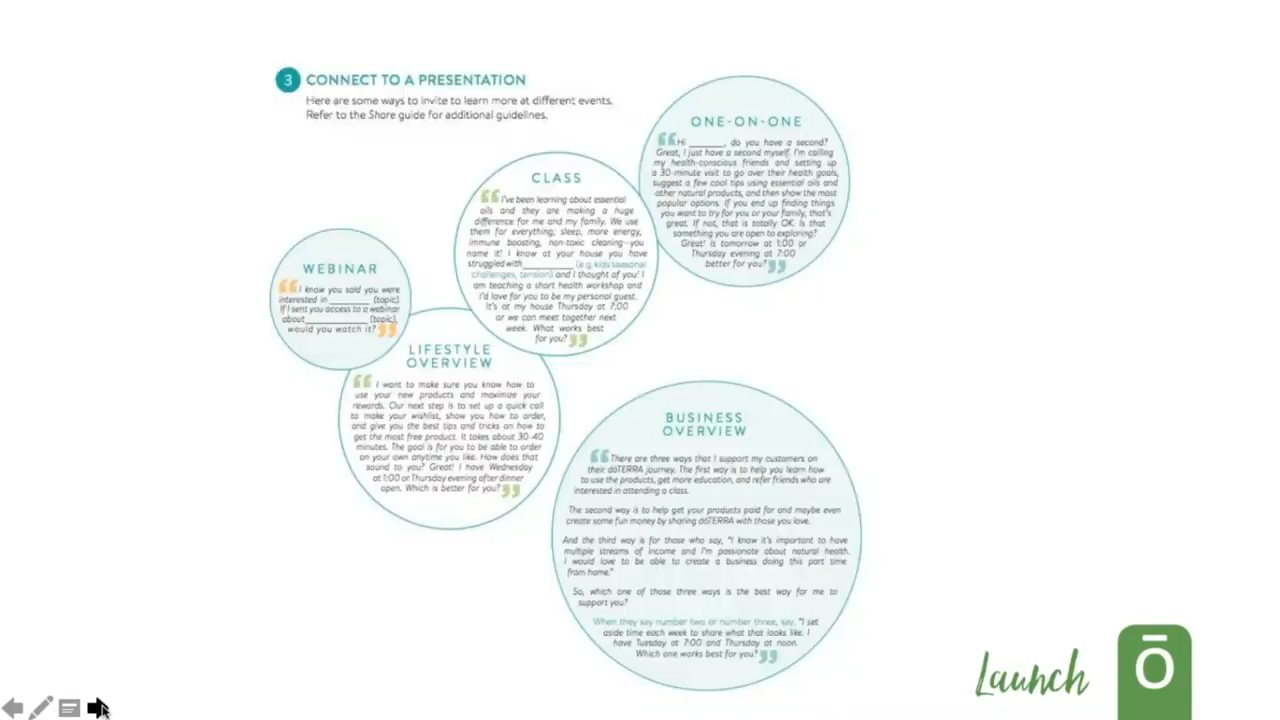 3 CONNECT TO A PRESENTATION
Here are some ways to invite to learn more at different events.
Refer to the Share guide for additional guidelines.
ONE-ON-ONE
“Hi ______, do you have a second?
Great, I just have a second myself. I'm calling
my health-conscious friends and setting up
a 30-minute visit to go over their health goals,
suggest a few cool tips using essential oils and
other natural products, and then show the most
popular options. If you end up finding things
you want to try for you or your family, that's
great. If not, that is totally OK. Is that
something you are open to exploring?
Great! is tomorrow at 1:00 or
Thursday evening at 7:00
better for you?”
CLASS
“I've been learning about essential
oils and they are making a huge
difference for me and my family. We use
them for everything; sleep, more energy,
immune boosting, non-toxic cleaning--you
name it! I know at your house you have
struggled with__________ (e.g. kids seasonal
challenges, tension) and I thought of you! I
am teaching a short health workshop and
I'd love for you to be my personal guest.
It's at my house Thursday at 7:00
or we can meet together next
week. What works best
for you?”
WEBINAR
“I know you said you were
interested in ________ (topic).
If I sent you access to a webinar
about____________ (topic),
would you watch it?”
LIFESTYLE
OVERVIEW
“I want to make sure you know how to
use your new products and maximize your
rewards. Our next step is to set up a quick call
to make your wishlist, show you how to order,
and give you the best tips and tricks on how to
get the most free product. It takes about 30-40
minutes. The goal is for you to be able to order
on your own anytime you like. How does that
sound to you? Great! I have Wednesday
at 1:00 or Thursday evening after dinner
open. Which is better for you?”
BUSINESS
OVERVIEW
“There are three ways that I support my customers on
their dōTERRA journey. The first way is to help you learn how
to use the products, get more education, and refer friends who are
interested in attending a class.
The second way is to help get your products paid for and maybe even
create some fun money by sharing dōTERRA with those you love.
And the third way is for those who say, "I know it's important to have
multiple streams of income and I'm passionate about natural health.
I would love to be able to create a business doing this part time
from home."
So, which one of those three ways is the best way for me to
support you?"
When they say number two or number three, say, "I set
aside time each week to share what that looks like. I
have Tuesday at 7:00 and Thursday at noon.
Which one works best for you?”
Launch
Ō